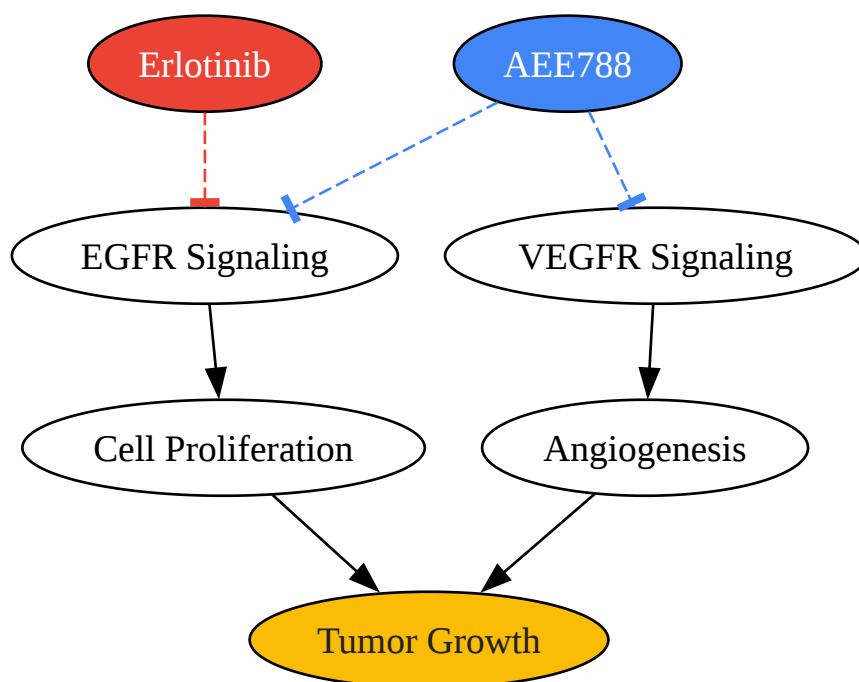 Erlotinib
AEE788
EGFR Signaling
VEGFR Signaling
Cell Proliferation
Angiogenesis
Tumor Growth